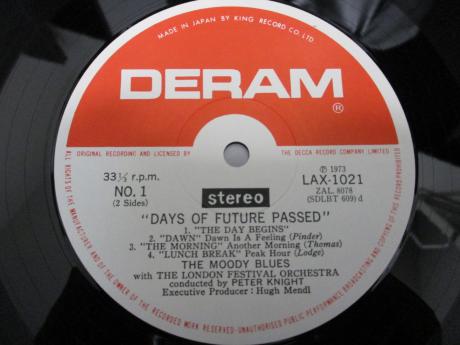 MADE IN JAPAN BY KING RECORD CO. LTD
DERAM
®
ORIGINAL RECORDING AND LICENSED BY THE DECCA RECORD COMPANY LIMITED
33⅓ r.p.m.
NO. 1
(2 Sides)
stereo
Ⓟ 1973
LAX-1021
ZAL. 8078
(SDLBT 609) d
"DAYS OF FUTURE PASSED"
1. "THE DAY BEGINS"
2. "DAWN" Dawn Is A Feeling (Pinder)
3. "THE MORNING" Another Morning (Thomas)
4. "LUNCH BREAK" Peak Hour (Lodge)
THE MOODY BLUES
with THE LONDON FESTIVAL ORCHESTRA
conducted by PETER KNIGHT
Executive Producer : Hugh Mendl
ALL RIGHTS OF THE MANUFACTURER AND OF THE OWNER OF THE RECORDED WORK RESERVED-UNAUTHORISED PUBLIC PERFORMANCE BROADCASTING AND COPYING OF THIS RECORD PROHIBITED